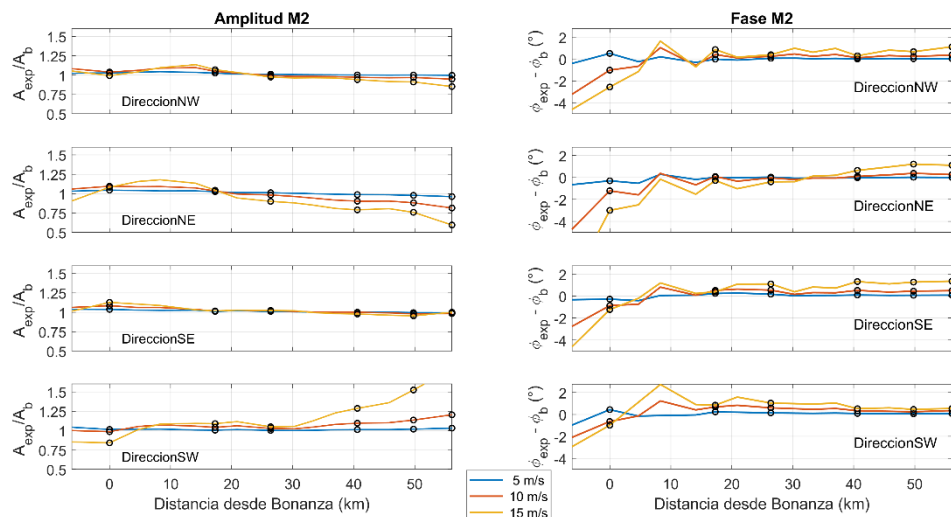 Amplitud M2
1.5
1.25
1
0.75
0.5
A_exp/A_b
DireccionNW
1.5
1.25
1
0.75
0.5
A_exp/A_b
DireccionNE
1.5
1.25
1
0.75
0.5
A_exp/A_b
DireccionSE
1.5
1.25
1
0.75
0.5
A_exp/A_b
DireccionSW
0 10 20 30 40 50
Distancia desde Bonanza (km)
Fase M2
2
0
-2
-4
ϕ_exp - ϕ_b (°)
DireccionNW
2
0
-2
-4
ϕ_exp - ϕ_b (°)
DireccionNE
2
0
-2
-4
ϕ_exp - ϕ_b (°)
DireccionSE
2
0
-2
-4
ϕ_exp - ϕ_b (°)
DireccionSW
0 10 20 30 40 50
Distancia desde Bonanza (km)
5 m/s
10 m/s
15 m/s